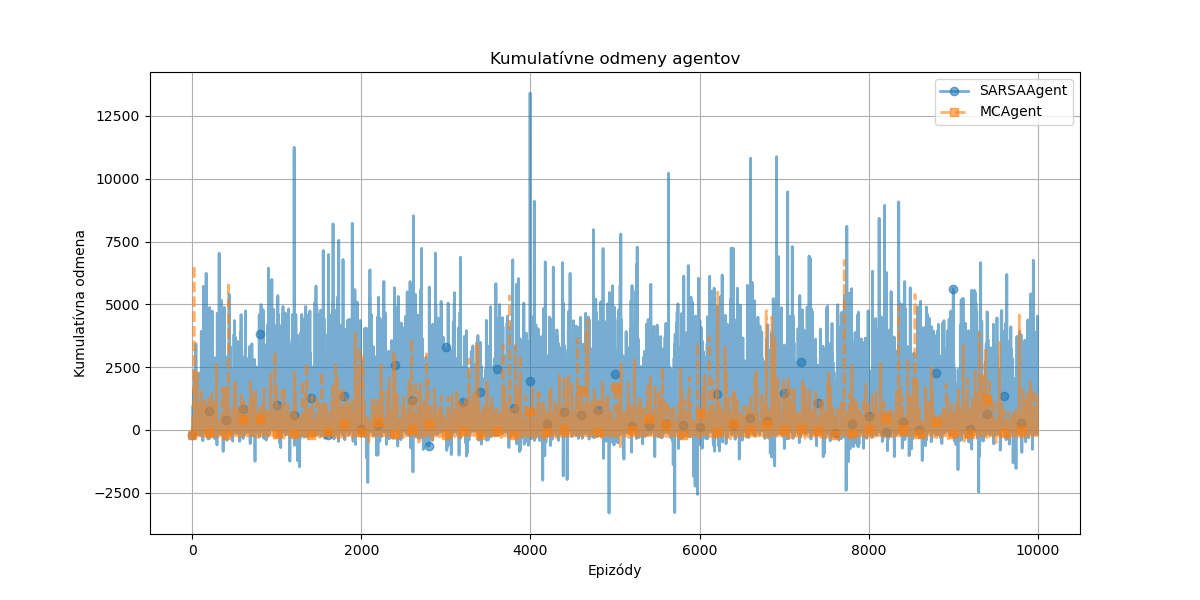 Kumulatívne odmeny agentov
SARSAAgent
MCAgent
12500
10000
7500
5000
2500
0
−2500
Kumulatívna odmena
0
2000
4000
6000
8000
10000
Epizódy